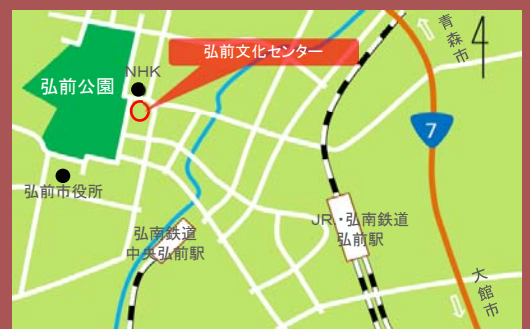 弘前文化センター
NHK
弘前公園
弘前市役所
弘南鉄道
中央弘前駅
JR・弘南鉄道
弘前駅
青森市
7
大館市